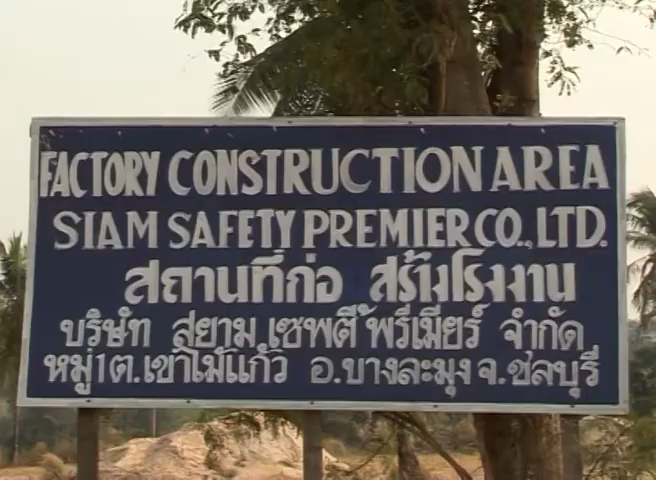 FACTORY CONSTRUCTION AREA
SIAM SAFETY PREMIER CO., LTD.
สถานที่ก่อ สร้างโรงงาน
บริษัท สยาม เซพตี้ พรีเมียร์ จำกัด
หมู่1 ต.เขาไม้แก้ว อ.บางละมุง จ.ชลบุรี